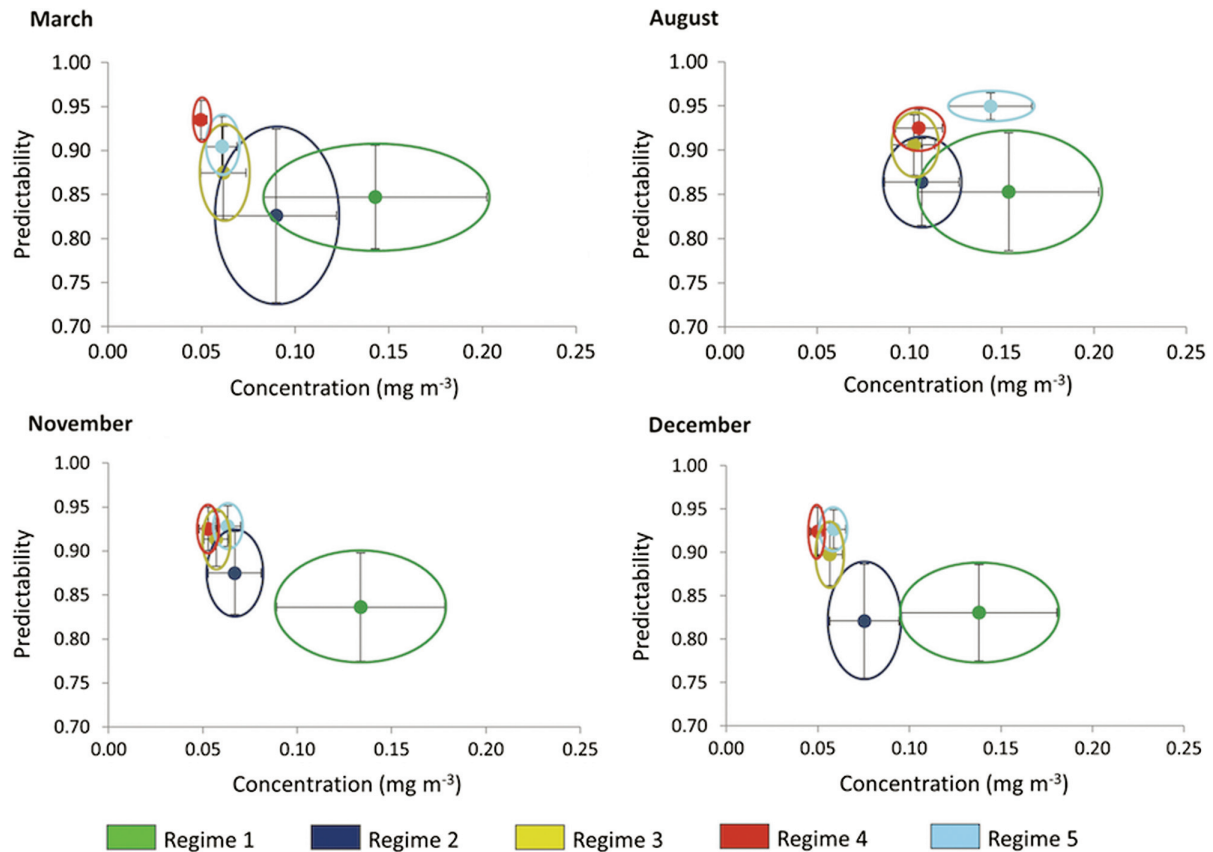 March
1.00
0.95
0.90
0.85
0.80
0.75
0.70
Predictability
0.00 0.05 0.10 0.15 0.20 0.25
Concentration (mg m⁻³)
August
1.00
0.95
0.90
0.85
0.80
0.75
0.70
Predictability
0.00 0.05 0.10 0.15 0.20 0.25
Concentration (mg m⁻³)
November
1.00
0.95
0.90
0.85
0.80
0.75
0.70
Predictability
0.00 0.05 0.10 0.15 0.20 0.25
Concentration (mg m⁻³)
December
1.00
0.95
0.90
0.85
0.80
0.75
0.70
Predictability
0.00 0.05 0.10 0.15 0.20 0.25
Concentration (mg m⁻³)
Regime 1 Regime 2 Regime 3 Regime 4 Regime 5